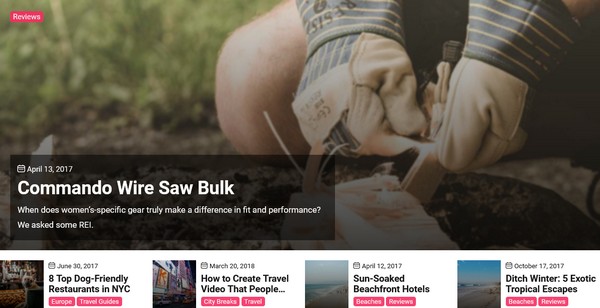 Reviews
April 13, 2017
Commando Wire Saw Bulk
When does women's-specific gear truly make a difference in fit and performance?
We asked some REI.
June 30, 2017
8 Top Dog-Friendly
Restaurants in NYC
Europe Travel Guides
March 20, 2018
How to Create Travel
Video That People...
City Breaks Travel
April 12, 2017
Sun-Soaked
Beachfront Hotels
Beaches Reviews
October 17, 2017
Ditch Winter: 5 Exotic
Tropical Escapes
Beaches Reviews